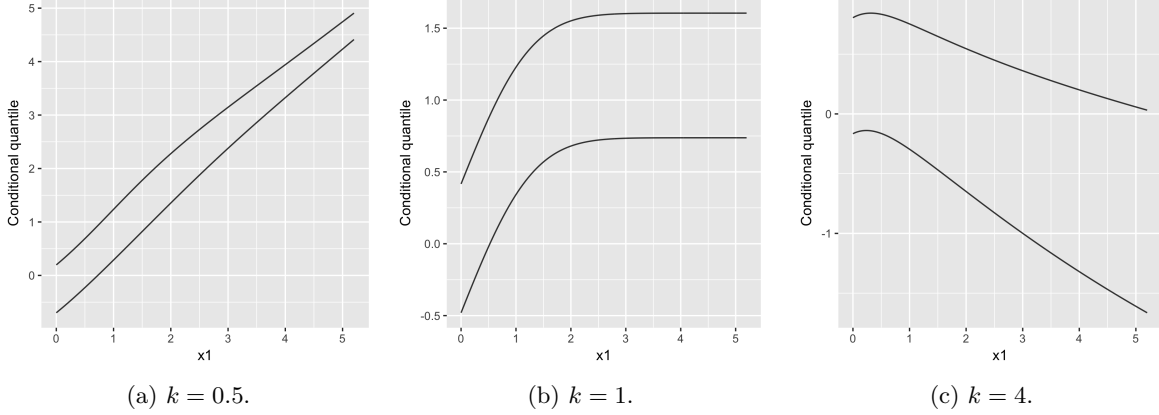 5
4
3
2
1
0
Conditional quantile
0 1 2 3 4 5
x1
(a) k = 0.5.
1.5
1.0
0.5
0.0
-0.5
Conditional quantile
0 1 2 3 4 5
x1
(b) k = 1.
0
-1
Conditional quantile
0 1 2 3 4 5
x1
(c) k = 4.